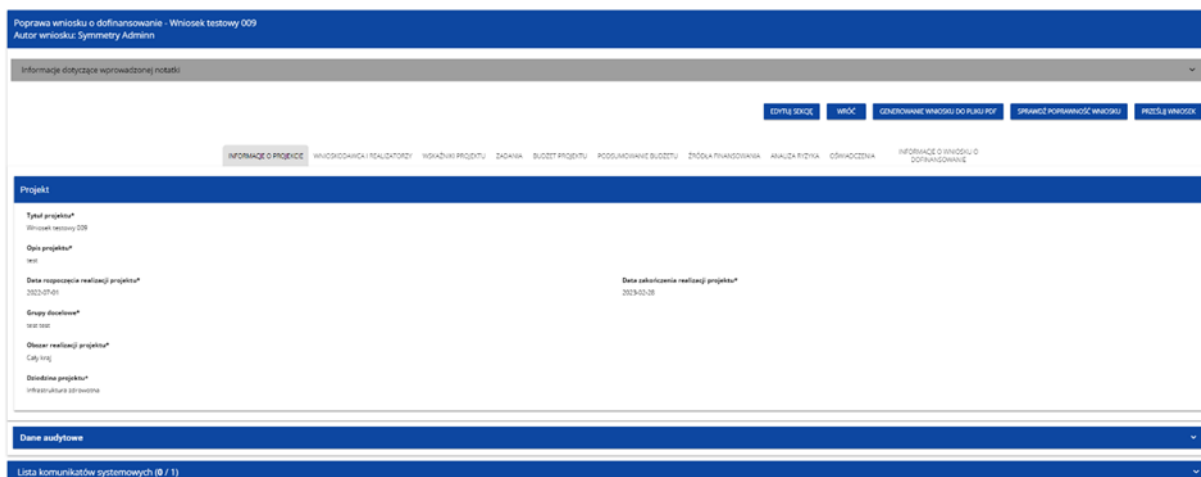 Poprawa wniosku o dofinansowanie - Wniosek testowy 009
Autor wniosku: Symmetry Adminn
Informacje dotyczące wprowadzonej notatki
EDYTUJ SEKCJĘ WRÓĆ GENEROWANIE WNIOSKU DO PLIKU PDF SPRAWDŹ POPRAWNOŚĆ WNIOSKU PRZEŚLIJ WNIOSEK
INFORMACJE O PROJEKCIE WNIOSKODAWCA I REALIZATORZY WSKAŹNIKI PROJEKTU ZADANIA BUDŻET PROJEKTU PODSUMOWANIE BUDŻETU ŹRÓDŁA FINANSOWANIA ANALIZA RYZYKA OŚWIADCZENIA INFORMACJE O WNIOSKU O
DOFINANSOWANIE
Projekt
Tytuł projektu*
Wniosek testowy 009
Opis projektu*
test
Data rozpoczęcie realizacji projektu* Data zakończenie realizacji projektu*
2022-07-01 2023-02-28
Grupy docelowe*
test test
Obszar realizacji projektu*
Cały kraj
Dziedzina projektu*
Infrastruktura zdrowotna
Dane audytowe
Lista komunikatów systemowych (0 / 1)